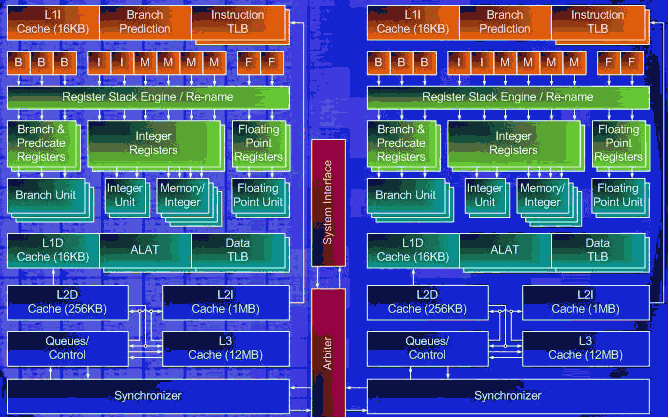 L1I
Cache (16KB)
Branch
Prediction
Instruction
TLB
B B B I I M M M M F F
Register Stack Engine / Re-name
Branch &
Predicate
Registers
Integer
Registers
Floating
Point
Registers
Branch Unit
Integer
Unit
Memory/
Integer
Floating
Point Unit
L1D
Cache (16KB)
ALAT
Data
TLB
L2D
Cache (256KB)
L2I
Cache (1MB)
Queues/
Control
L3
Cache (12MB)
Synchronizer
System Interface
Arbiter
L1I
Cache (16KB)
Branch
Prediction
Instruction
TLB
B B B I I M M M M F F
Register Stack Engine / Re-name
Branch &
Predicate
Registers
Integer
Registers
Floating
Point
Registers
Branch Unit
Integer
Unit
Memory/
Integer
Floating
Point Unit
L1D
Cache (16KB)
ALAT
Data
TLB
L2D
Cache (256KB)
L2I
Cache (1MB)
Queues/
Control
L3
Cache (12MB)
Synchronizer